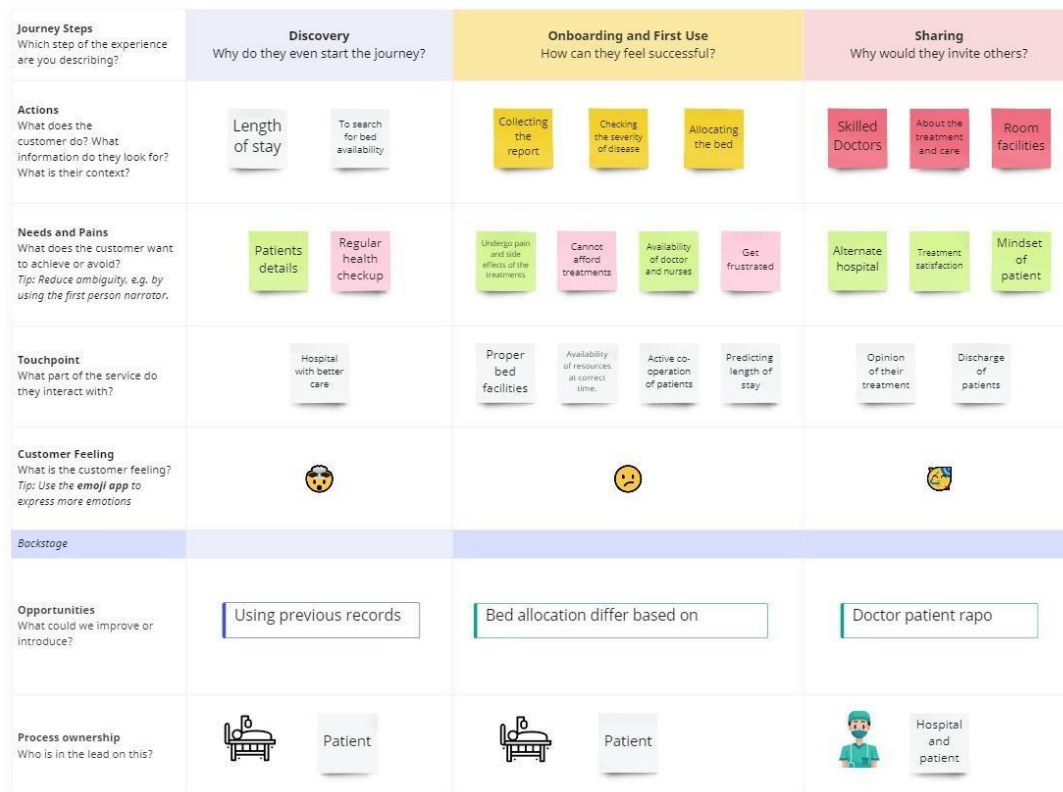 Journey Steps
Which step of the experience
are you describing?
Discovery
Why do they even start the journey?
Onboarding and First Use
How can they feel successful?
Sharing
Why would they invite others?
Actions
What does the
customer do? What
information do they look for?
What is their context?
Length
of stay
To search
for bed
availability
Collecting
the
report
Checking
the severity
of disease
Allocating
the bed
Skilled
Doctors
About the
treatment
and care
Room
facilities
Needs and Pains
What does the customer want
to achieve or avoid?
Tip: Reduce ambiguity, e.g. by
using the first person narrator.
Patients
details
Regular
health
checkup
Undergo pain
and side
effects of the
treatments
Cannot
afford
treatments
Availability
of doctor
and nurses
Get
frustrated
Alternate
hospital
Treatment
satisfaction
Mindset
of
patient
Touchpoint
What part of the service do
they interact with?
Hospital
with better
care
Proper
bed
facilities
Availability
of resources
at correct
time.
Active co-
operation
of patients
Predicting
length of
stay
Opinion
of their
treatment
Discharge
of
patients
Customer Feeling
What is the customer feeling?
Tip: Use the emoji app to
express more emotions
Backstage
Opportunities
What could we improve or
introduce?
Using previous records
Bed allocation differ based on
Doctor patient rapo
Process ownership
Who is in the lead on this?
Patient
Patient
Hospital
and
patient